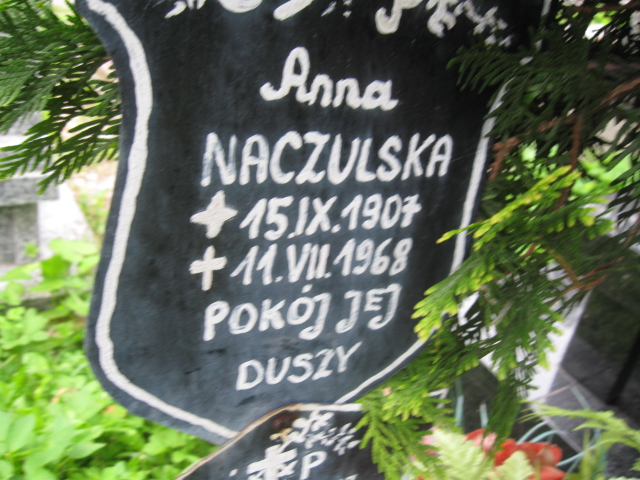 Anna
NACZULSKA
15.IX.1907
11.VII.1968
POKÓJ JEJ
DUSZY
P